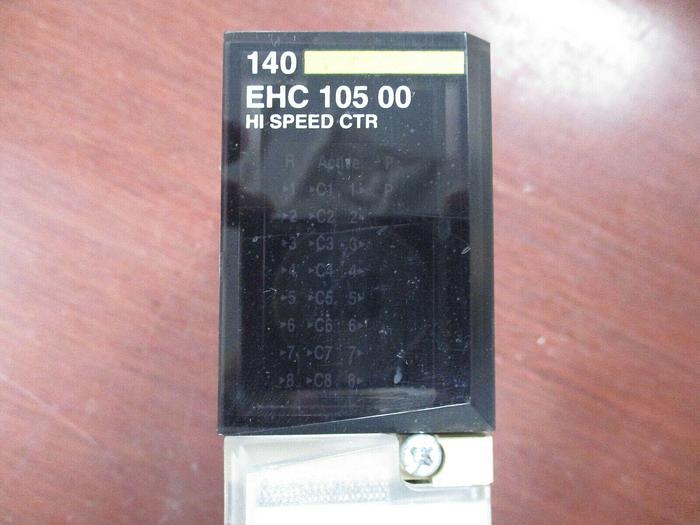 140
EHC 105 00
HI SPEED CTR
R Active F
1 C1 1 P
2 C2 2
3 C3 3
4 C4 4
5 C5 5
6 C6 6
7 C7 7
8 C8 8